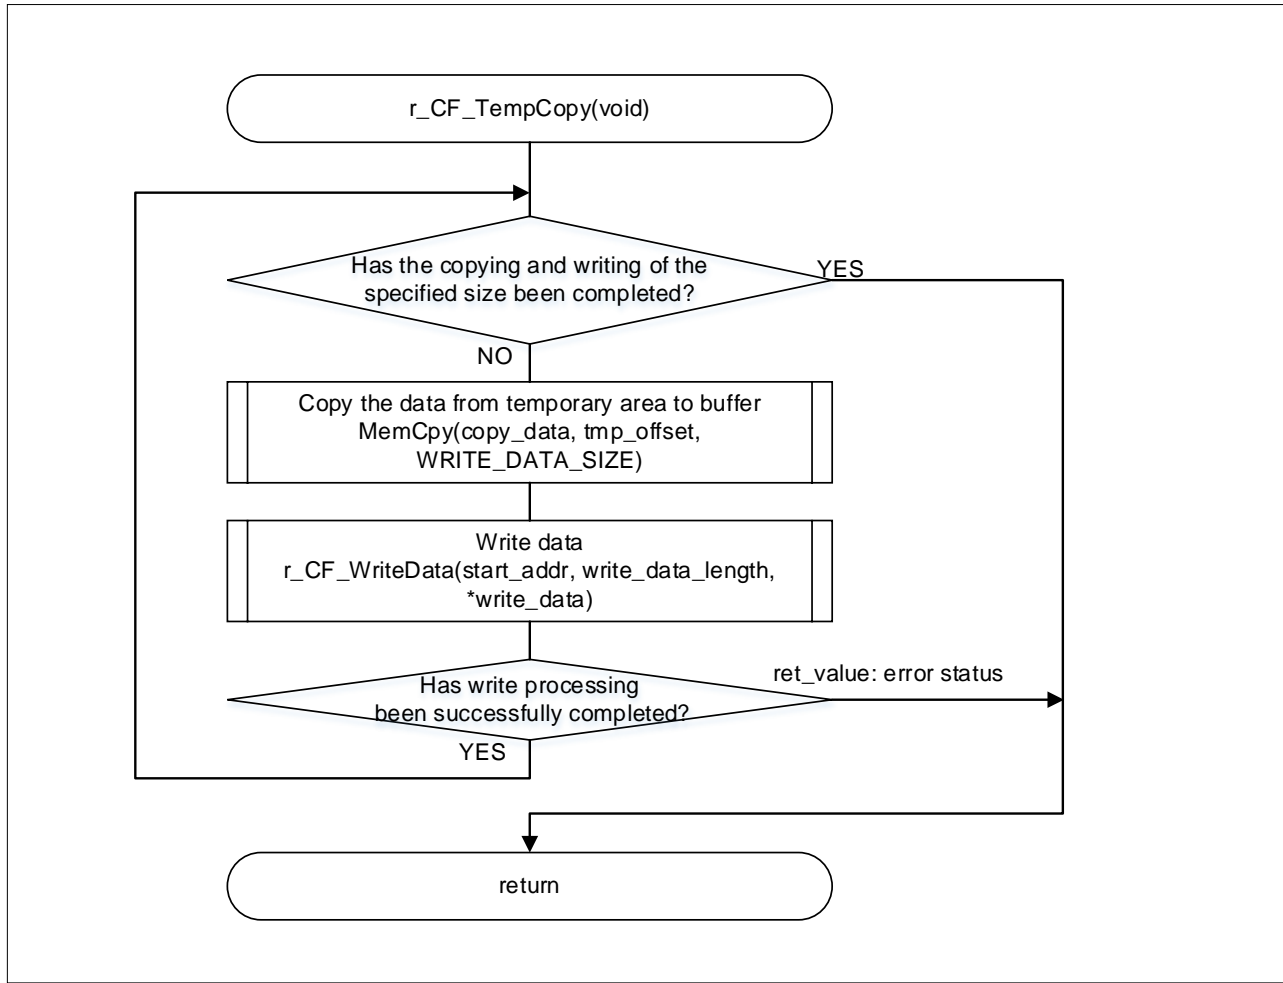 r_CF_TempCopy(void)
Has the copying and writing of the
specified size been completed?
YES
NO
Copy the data from temporary area to buffer
MemCpy(copy_data, tmp_offset,
WRITE_DATA_SIZE)
Write data
r_CF_WriteData(start_addr, write_data_length,
*write_data)
Has write processing
been successfully completed?
ret_value: error status
YES
return